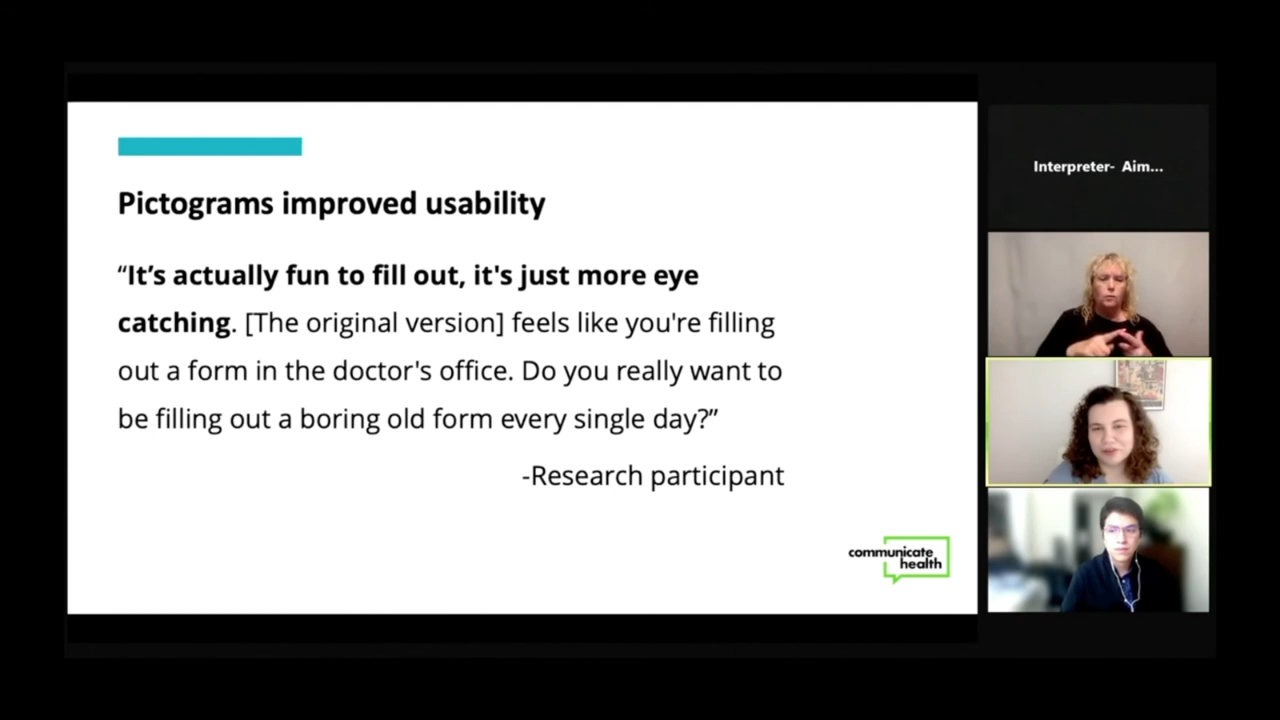 Pictograms improved usability
“It’s actually fun to fill out, it's just more eye
catching. [The original version] feels like you're filling
out a form in the doctor's office. Do you really want to
be filling out a boring old form every single day?”
-Research participant
communicate
health
Interpreter- Aim...